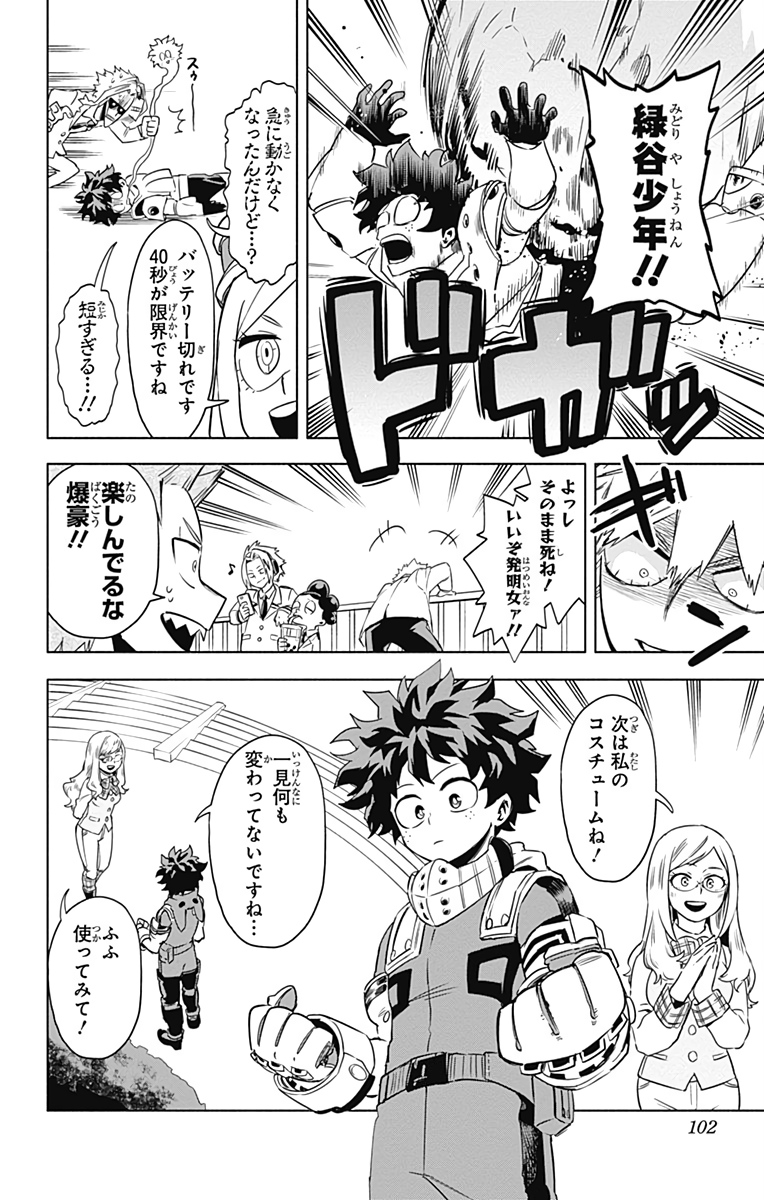 緑谷少年!!
ドガッ
急に動かなく
なったんだけど…?
バッテリー切れです
40秒が限界ですね
短すぎる…!!
スゥー
ギン
よっし
そのまま死ね!
いいぞ発明女ァ!!
♪
楽しんでるな
爆豪!!
次は私の
コスチュームね!
一見何も
変わってないですね…
ふふ
使ってみて!
102